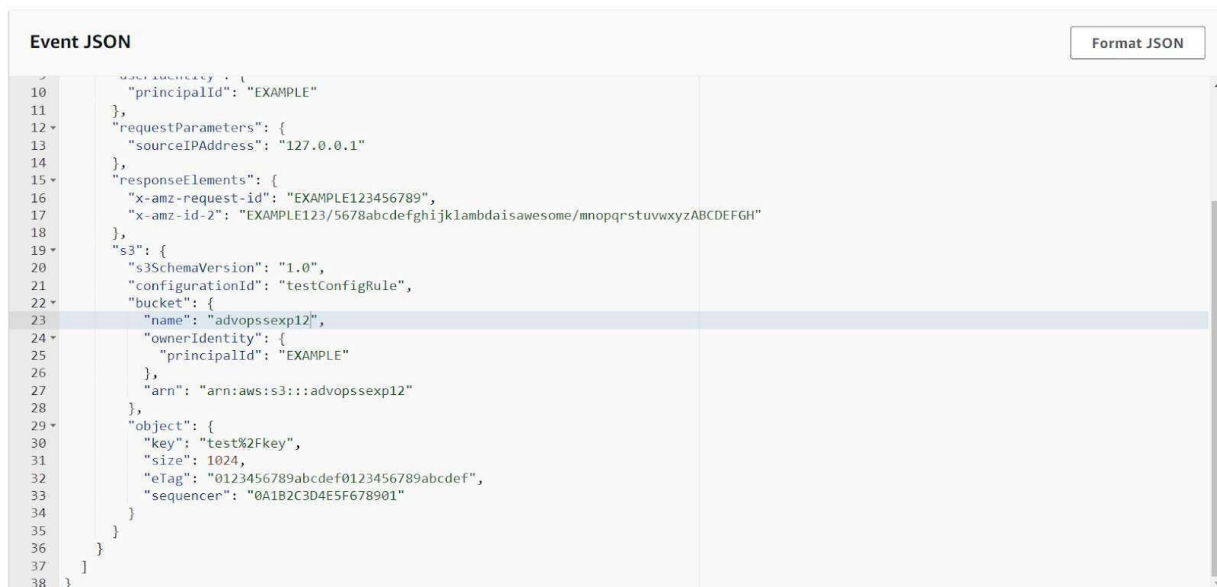 Event JSON
Format JSON
9 "userIdentity": {
10 "principalId": "EXAMPLE"
11 },
12 "requestParameters": {
13 "sourceIPAddress": "127.0.0.1"
14 },
15 "responseElements": {
16 "x-amz-request-id": "EXAMPLE123456789",
17 "x-amz-id-2": "EXAMPLE123/5678abcdefghijklambdaisawesome/mnopqrstuvwxyzABCDEFGH"
18 },
19 "s3": {
20 "s3SchemaVersion": "1.0",
21 "configurationId": "testConfigRule",
22 "bucket": {
23 "name": "advopssexp12",
24 "ownerIdentity": {
25 "principalId": "EXAMPLE"
26 },
27 "arn": "arn:aws:s3:::advopssexp12"
28 },
29 "object": {
30 "key": "test%2Fkey",
31 "size": 1024,
32 "eTag": "0123456789abcdef0123456789abcdef",
33 "sequencer": "0A1B2C3D4E5F678901"
34 }
35 }
36 }
37 ]
38 }